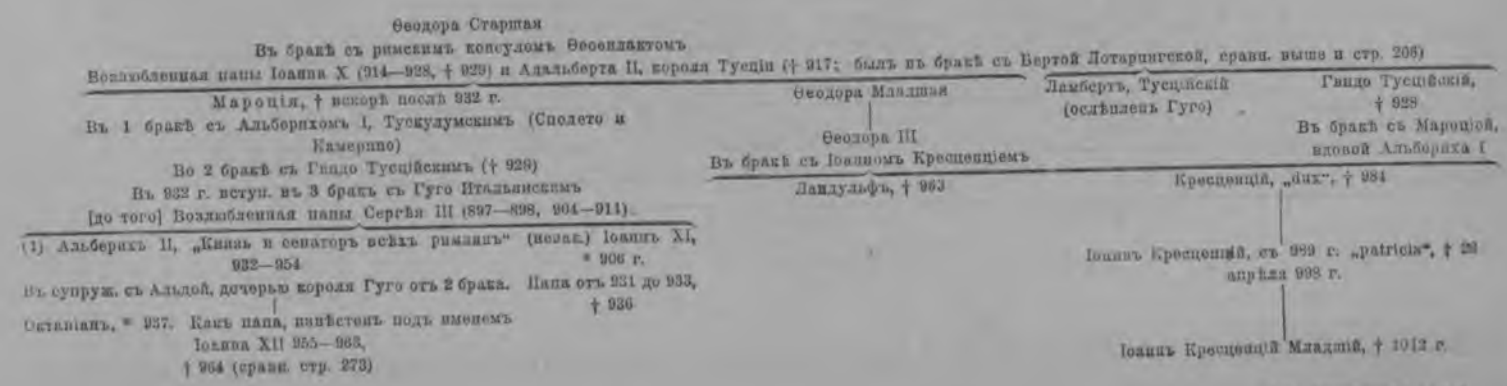 Ѳеодора Старшая
Въ бракѣ съ римскимъ консуломъ Ѳеофилактомъ
Возлюбленная папы Іоанна X (914—928, † 929) и Адальберта II, короля Тусціи († 917; былъ въ бракѣ съ Бертой Лотарингской, сравн. выше и стр. 206)
Мароція, † вскорѣ послѣ 932 г.
Въ 1 бракѣ съ Альберихомъ I, Тускулумскимъ (Сполето и
Камерино)
Во 2 бракѣ съ Гвидо Тусційскимъ († 929)
Въ 932 г. вступ. въ 3 бракъ съ Гуго Итальянскимъ
[до того] Возлюбленная папы Сергѣя III (897—898, 904—911)
(1) Альберихъ II, „Князь и сенаторъ всѣхъ римлянъ“
932—954
Въ супруж. съ Альдой, дочерью короля Гуго отъ 2 брака.
Октавіанъ, * 937. Какъ папа, извѣстенъ подъ именемъ
Іоанна XII 955—963,
† 964 (сравн. стр. 273)
(незак.) Іоаннъ XI,
* 906 г.
Папа отъ 931 до 933,
† 936
Ѳеодора Младшая
Ѳеодора III
Въ бракѣ съ Іоанномъ Кресценціемъ
Ландульфъ, † 963
Ламбертъ, Тусційскій
(ослѣпленъ Гуго)
Гвидо Тусційскій,
† 928
Въ бракѣ съ Мароціей,
вдовой Альбериха I
Кресценцій, „dux“, † 984
Іоаннъ Кресценцій, съ 989 г. „patricis“, † 29
апрѣля 998 г.
Іоаннъ Кресценцій Младшій, † 1012 г.